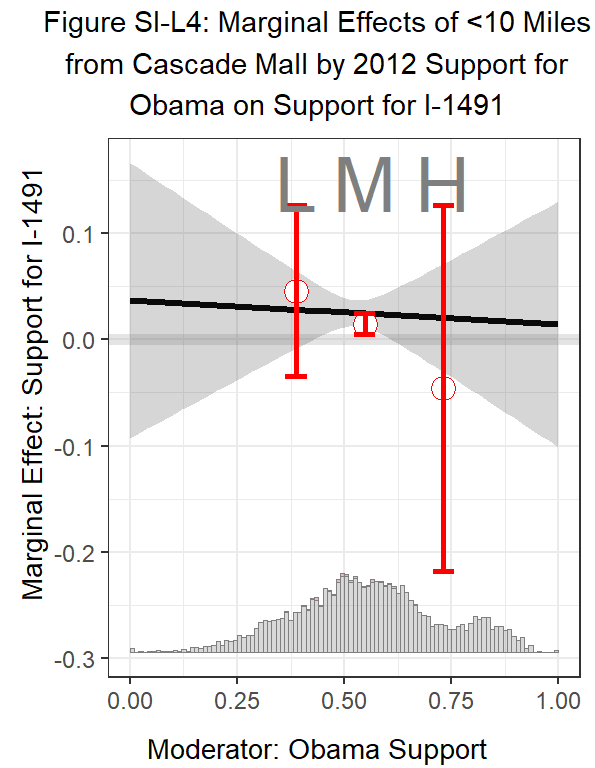 Figure SI-L4: Marginal Effects of <10 Miles
from Cascade Mall by 2012 Support for
Obama on Support for I-1491
Marginal Effect: Support for I-1491
L M H
0.1
0.0
-0.1
-0.2
-0.3
0.00 0.25 0.50 0.75 1.00
Moderator: Obama Support